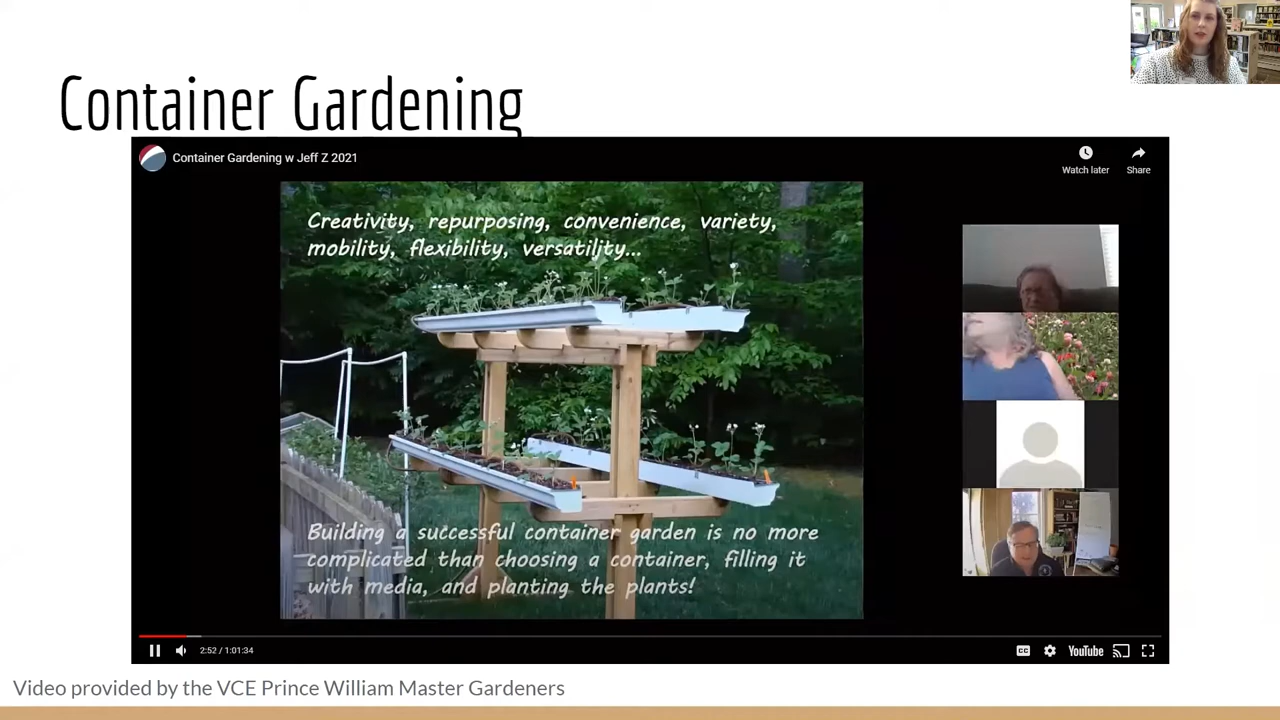 Container Gardening
Container Gardening w Jeff Z 2021
Watch later
Share
Creativity, repurposing, convenience, variety,
mobility, flexibility, versatility...
Building a successful container garden is no more
complicated than choosing a container, filling it
with media, and planting the plants!
2:52 / 1:01:34
CC
YouTube
Video provided by the VCE Prince William Master Gardeners